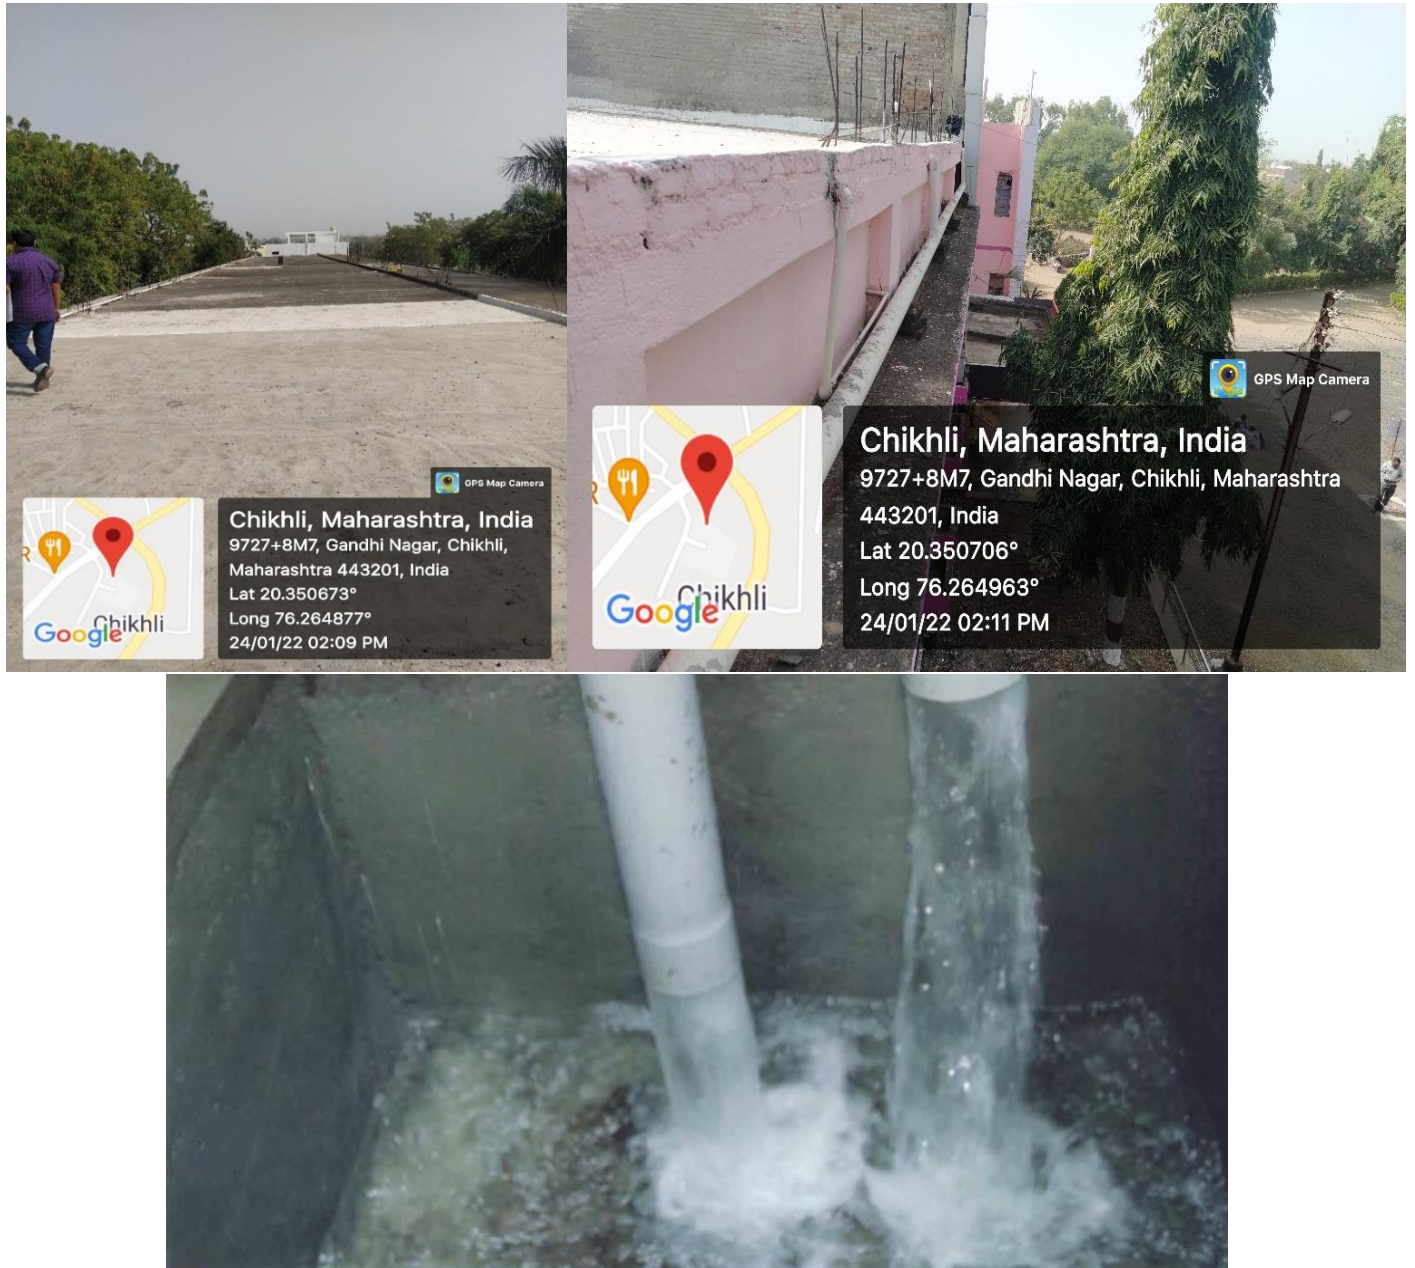 GPS Map Camera
Chikhli
Google
Chikhli, Maharashtra, India
9727+8M7, Gandhi Nagar, Chikhli,
Maharashtra 443201, India
Lat 20.350673°
Long 76.264877°
24/01/22 02:09 PM
GPS Map Camera
Chikhli
Google
Chikhli, Maharashtra, India
9727+8M7, Gandhi Nagar, Chikhli, Maharashtra
443201, India
Lat 20.350706°
Long 76.264963°
24/01/22 02:11 PM